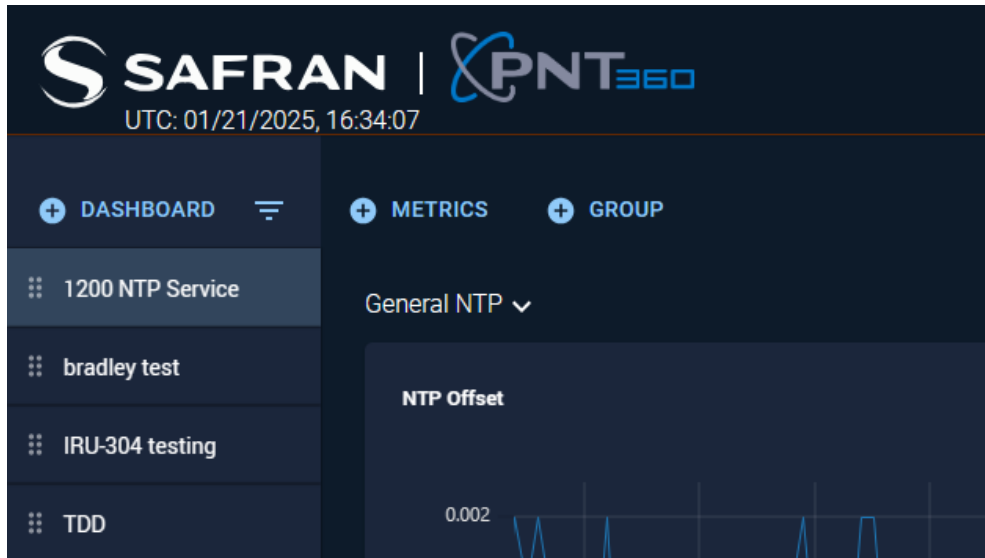 SAFRAN | PNT360
UTC: 01/21/2025, 16:34:07
DASHBOARD
METRICS
GROUP
1200 NTP Service
bradley test
IRU-304 testing
TDD
General NTP
NTP Offset
0.002